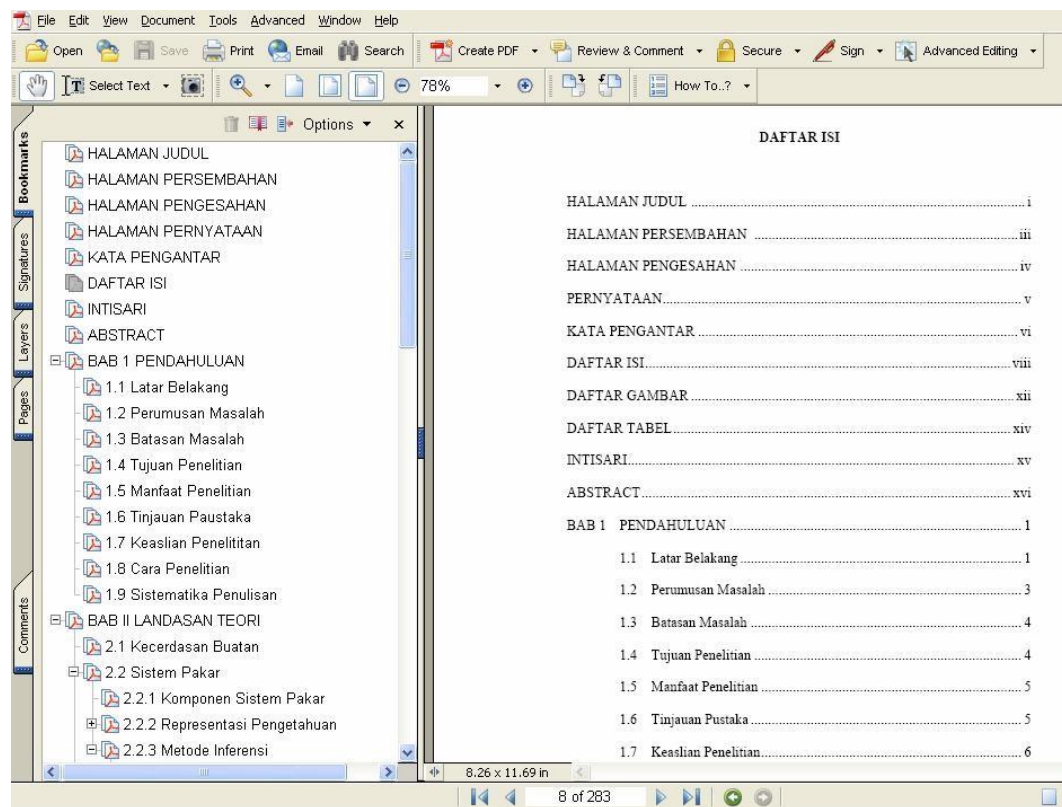 File Edit View Document Tools Advanced Window Help
Open Save Print Email Search Create PDF Review & Comment Secure Sign Advanced Editing
Select Text 78% How To..?
Options
Bookmarks
Signatures
Layers
Pages
Comments
HALAMAN JUDUL
HALAMAN PERSEMBAHAN
HALAMAN PENGESAHAN
HALAMAN PERNYATAAN
KATA PENGANTAR
DAFTAR ISI
INTISARI
ABSTRACT
BAB 1 PENDAHULUAN
1.1 Latar Belakang
1.2 Perumusan Masalah
1.3 Batasan Masalah
1.4 Tujuan Penelitian
1.5 Manfaat Penelitian
1.6 Tinjauan Paustaka
1.7 Keaslian Penelititan
1.8 Cara Penelitian
1.9 Sistematika Penulisan
BAB II LANDASAN TEORI
2.1 Kecerdasan Buatan
2.2 Sistem Pakar
2.2.1 Komponen Sistem Pakar
2.2.2 Representasi Pengetahuan
2.2.3 Metode Inferensi
DAFTAR ISI
HALAMAN JUDUL ........ i
HALAMAN PERSEMBAHAN ........ iii
HALAMAN PENGESAHAN ........ iv
PERNYATAAN ........ v
KATA PENGANTAR ........ vi
DAFTAR ISI ........ viii
DAFTAR GAMBAR ........ xii
DAFTAR TABEL ........ xiv
INTISARI ........ xv
ABSTRACT ........ xvi
BAB 1 PENDAHULUAN ........ 1
1.1 Latar Belakang ........ 1
1.2 Perumusan Masalah ........ 3
1.3 Batasan Masalah ........ 4
1.4 Tujuan Penelitian ........ 4
1.5 Manfaat Penelitian ........ 5
1.6 Tinjauan Pustaka ........ 5
1.7 Keaslian Penelitian ........ 6
8.26 x 11.69 in
8 of 283